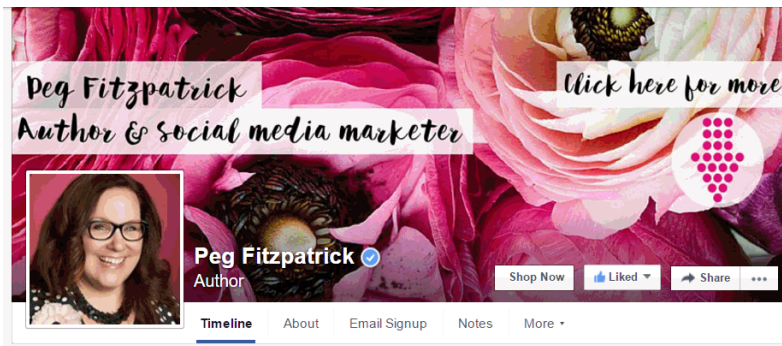 Peg Fitzpatrick
Click here for more
Author & Social media marketer
Peg Fitzpatrick
Author
Shop Now
Liked
Share
Timeline
About
Email Signup
Notes
More